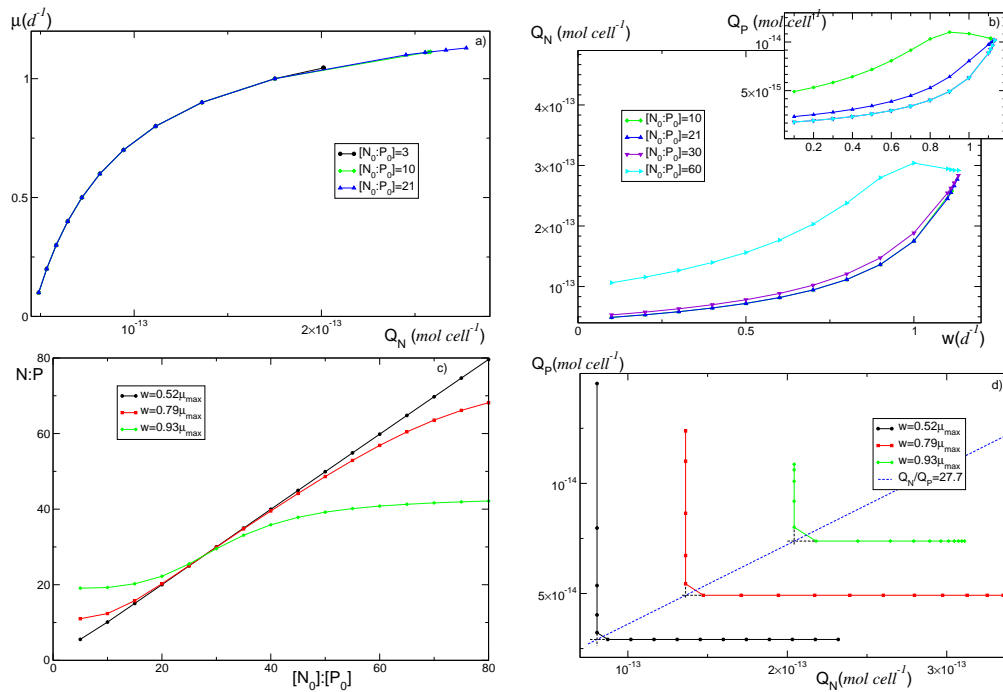 μ(d⁻¹)
a)
1
0.5
0
10⁻¹³
2×10⁻¹³
Q_N (mol cell⁻¹)
[N₀:P₀]=3
[N₀:P₀]=10
[N₀:P₀]=21
Q_N (mol cell⁻¹)
4×10⁻¹³
3×10⁻¹³
2×10⁻¹³
10⁻¹³
0
0.5
1
w(d⁻¹)
[N₀:P₀]=10
[N₀:P₀]=21
[N₀:P₀]=30
[N₀:P₀]=60
Q_P (mol cell⁻¹)
b)
10⁻¹⁴
5×10⁻¹⁵
0.2
0.4
0.6
0.8
1
N:P
c)
80
60
40
20
0
0
20
40
60
80
[N₀]:[P₀]
w=0.52μ_max
w=0.79μ_max
w=0.93μ_max
Q_P (mol cell⁻¹)
d)
10⁻¹⁴
5×10⁻¹⁴
10⁻¹³
2×10⁻¹³
3×10⁻¹³
Q_N (mol cell⁻¹)
w=0.52μ_max
w=0.79μ_max
w=0.93μ_max
Q_N/Q_P=27.7